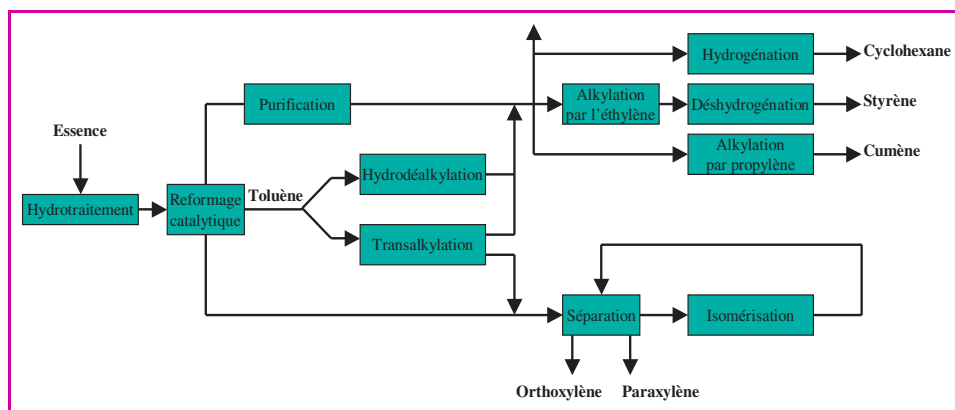 Hydrogénation
Cyclohexane
Purification
Alkylation
par l'éthylène
Déshydrogénation
Styrène
Essence
Alkylation
par propylène
Cumène
Hydrodéalkylation
Hydrotraitement
Reformage
catalytique
Toluène
Transalkylation
Séparation
Isomérisation
Orthoxylène
Paraxylène